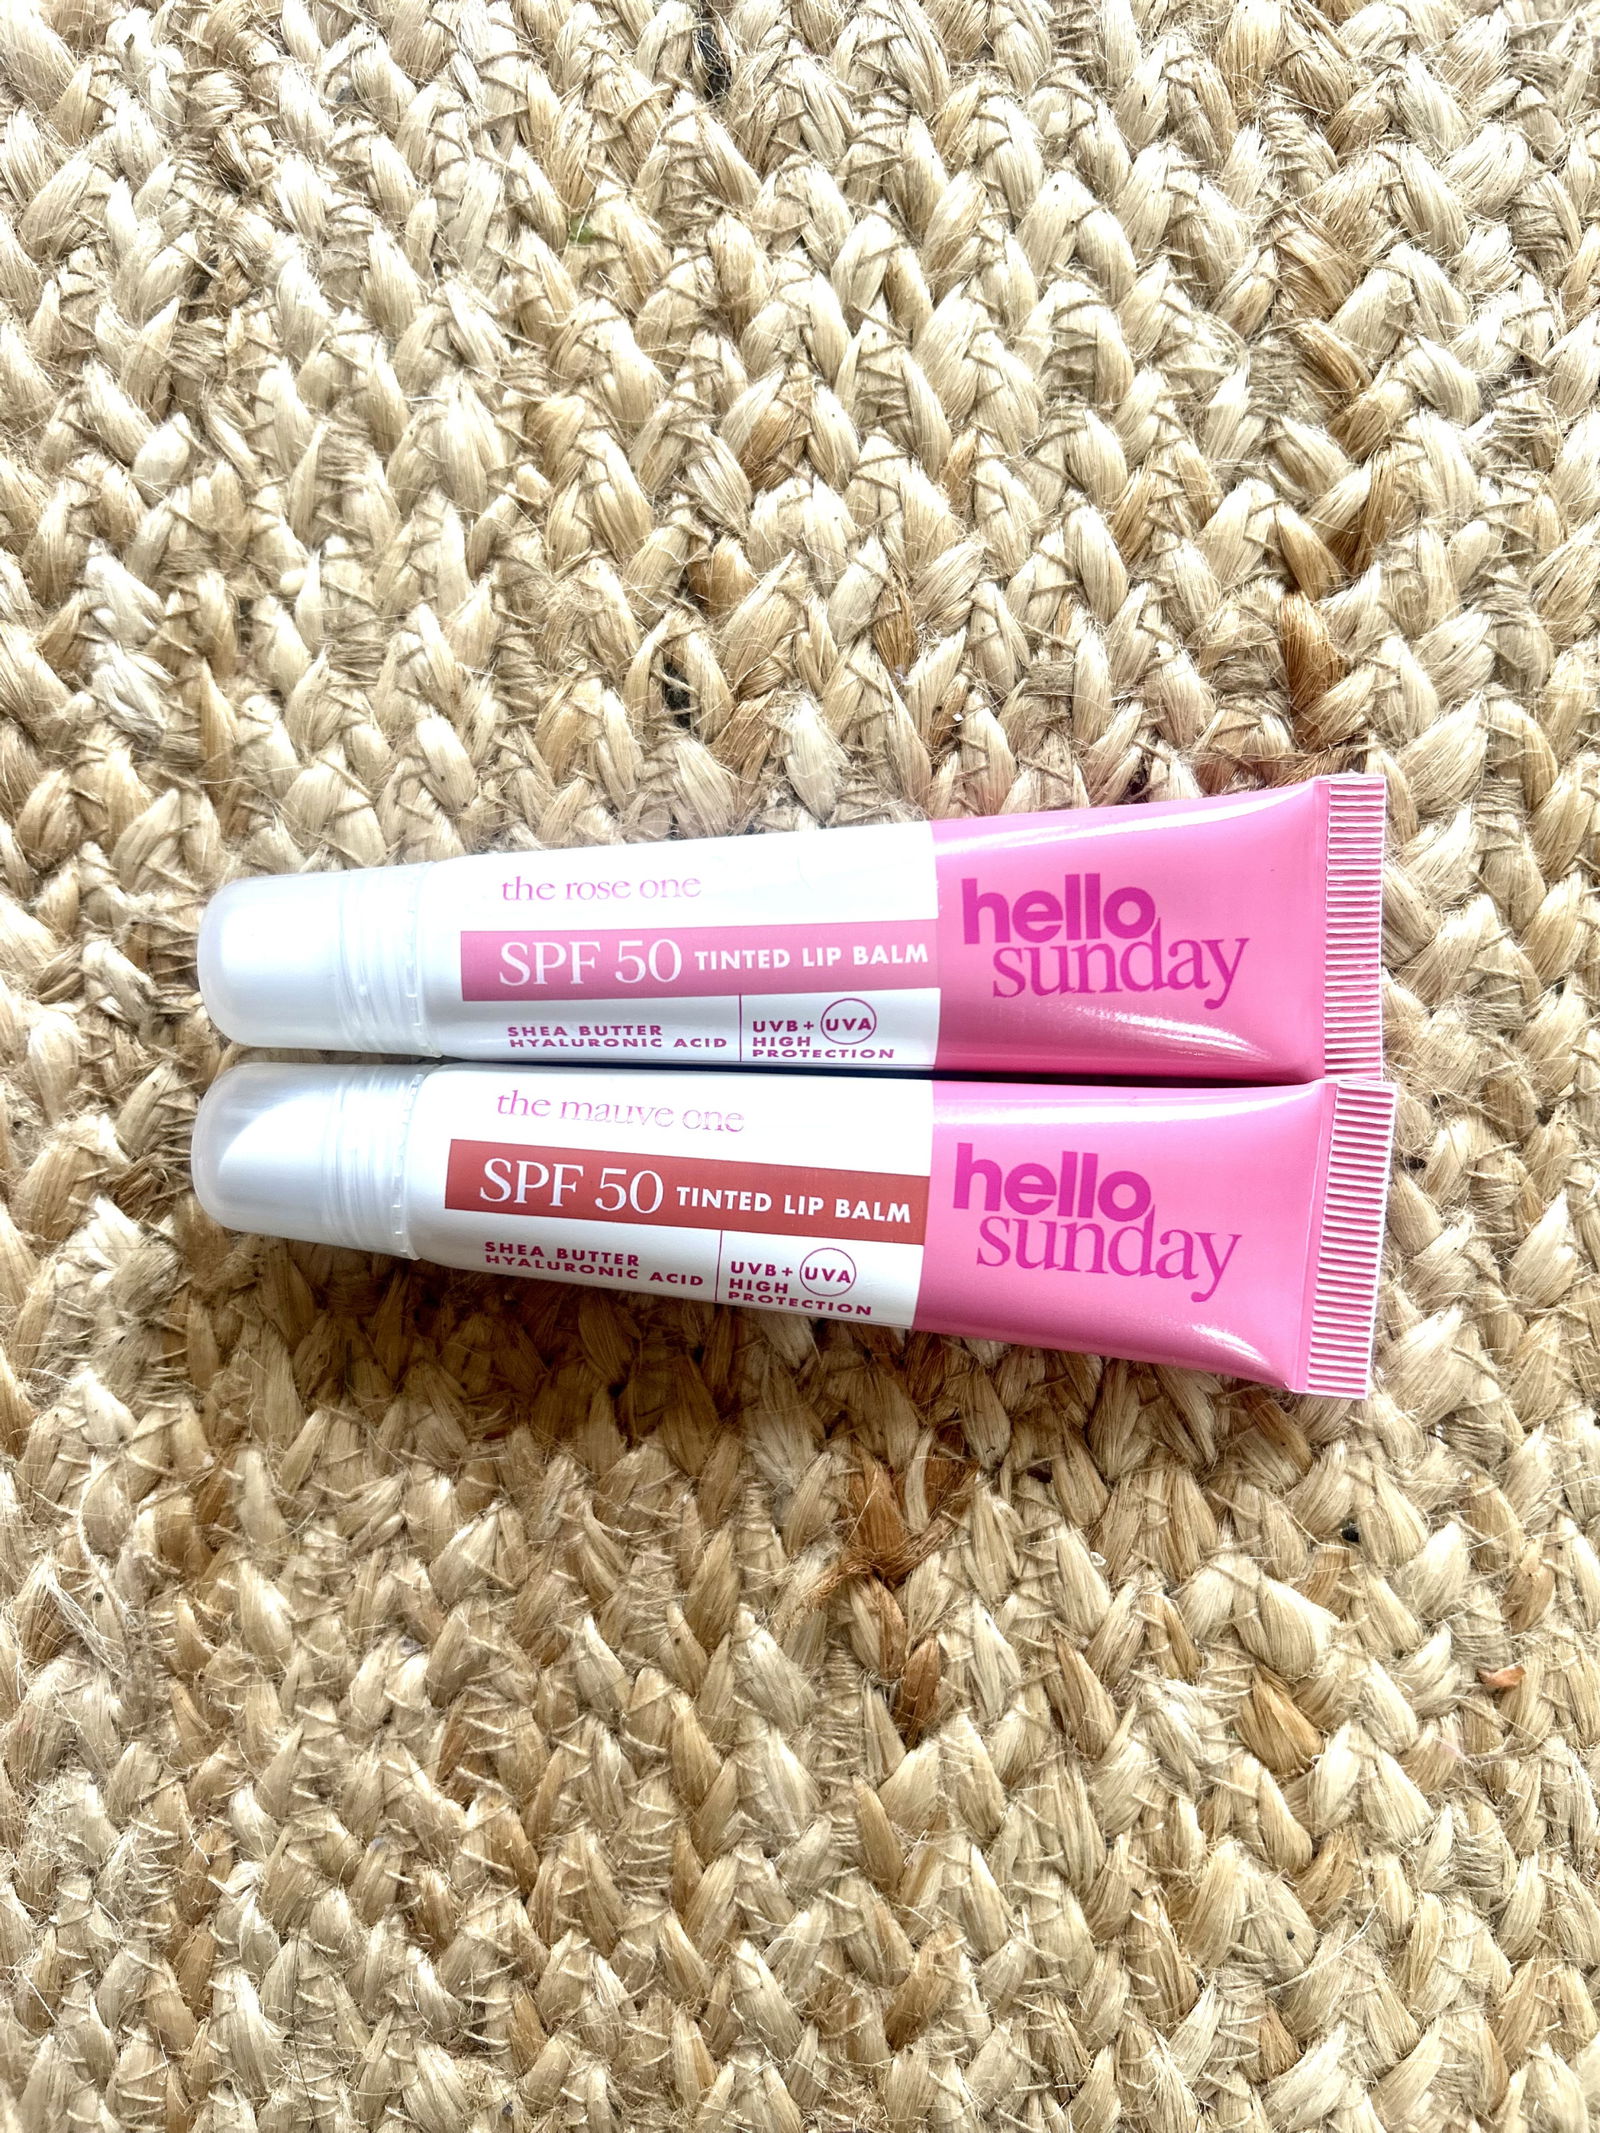 the rose one
SPF 50 TINTED LIP BALM
SHEA BUTTER
HYALURONIC ACID
UVB+ UVA
HIGH
PROTECTION
hello
sunday
the mauve one
SPF 50 TINTED LIP BALM
SHEA BUTTER
HYALURONIC ACID
UVB+ UVA
HIGH
PROTECTION
hello
sunday